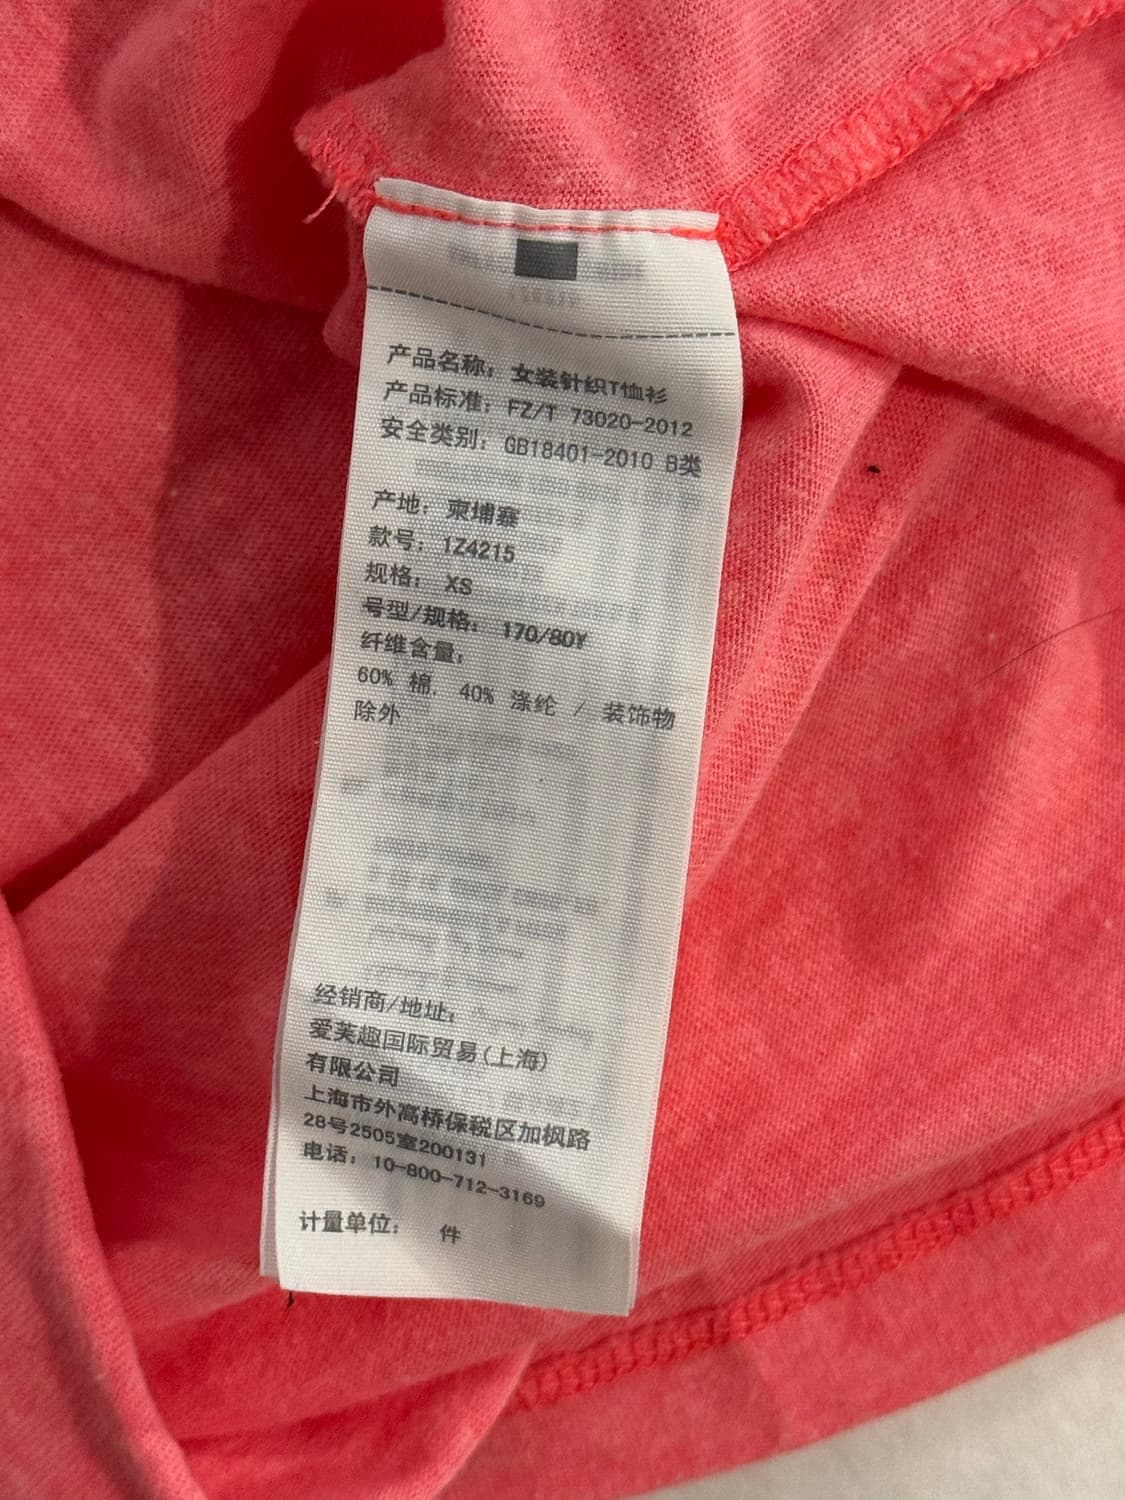 产品名称：女装针织T恤衫
产品标准：FZ/T 73020-2012
安全类别：GB18401-2010 B类
产地：柬埔寨
款号：1Z4215
规格：XS
号型/规格：170/80Y
纤维含量：
60% 棉, 40% 涤纶 / 装饰物
除外
经销商/地址：
爱芙趣国际贸易(上海)
有限公司
上海市外高桥保税区加枫路
28号2505室200131
电话：10-800-712-3169
计量单位： 件